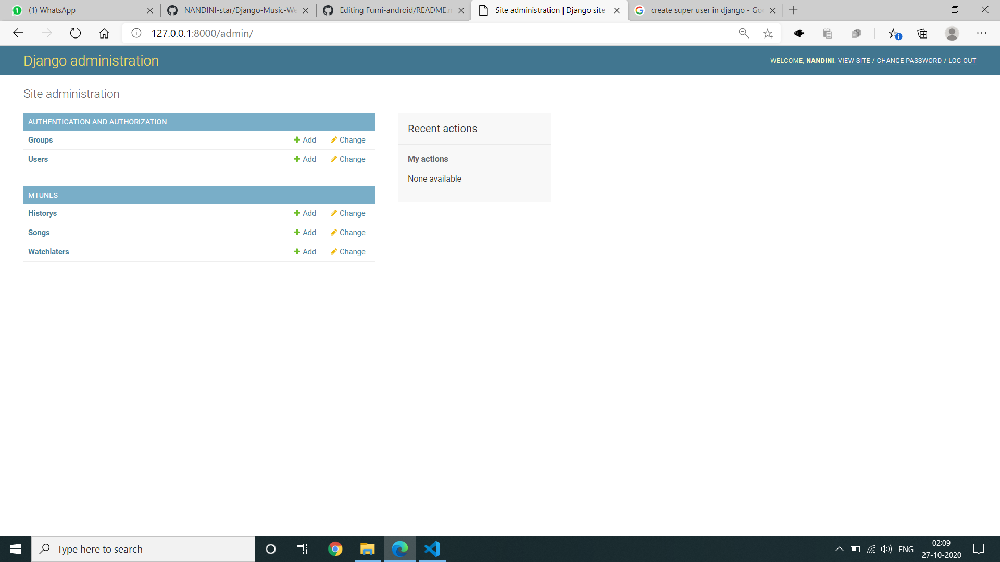 (1) WhatsApp
NANDINI-star/Django-Music-We
Editing Furni-android/README.m
Site administration | Django site
create super user in django - Goo
127.0.0.1:8000/admin/
Django administration
WELCOME, NANDINI. VIEW SITE / CHANGE PASSWORD / LOG OUT
Site administration
AUTHENTICATION AND AUTHORIZATION
Groups Add Change
Users Add Change
MTUNES
Historys Add Change
Songs Add Change
Watchlaters Add Change
Recent actions
My actions
None available
Type here to search
ENG
02:09
27-10-2020